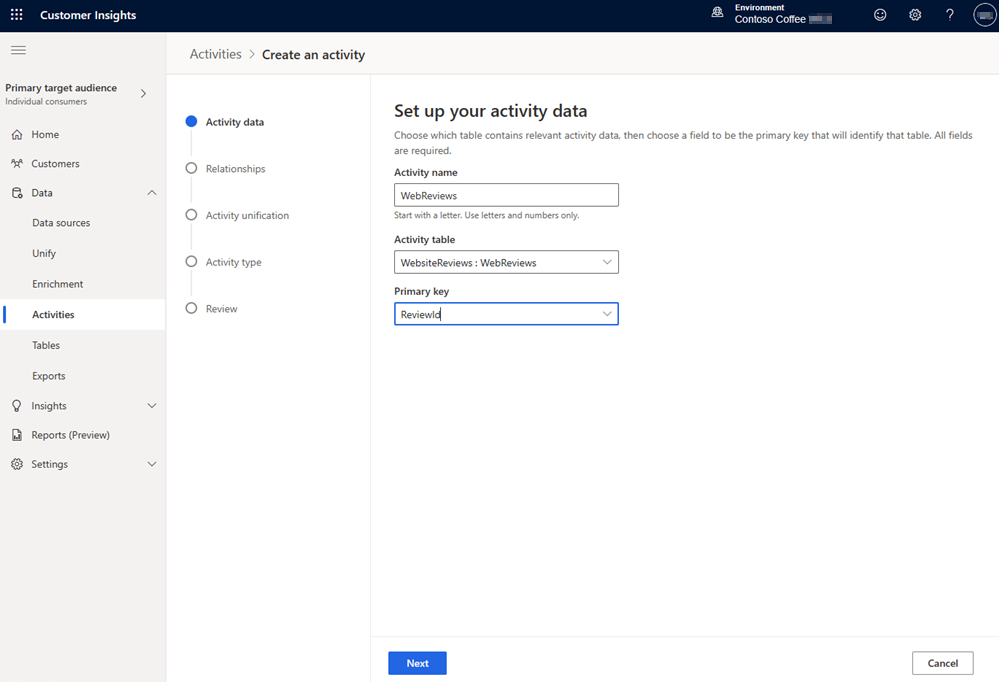 Customer Insights
Environment
Contoso Coffee
Activities > Create an activity
Primary target audience
Individual consumers
Home
Customers
Data
Data sources
Unify
Enrichment
Activities
Tables
Exports
Insights
Reports (Preview)
Settings
Activity data
Relationships
Activity unification
Activity type
Review
Set up your activity data
Choose which table contains relevant activity data, then choose a field to be the primary key that will identify that table. All fields
are required.
Activity name
WebReviews
Start with a letter. Use letters and numbers only.
Activity table
WebsiteReviews : WebReviews
Primary key
ReviewId
Next
Cancel